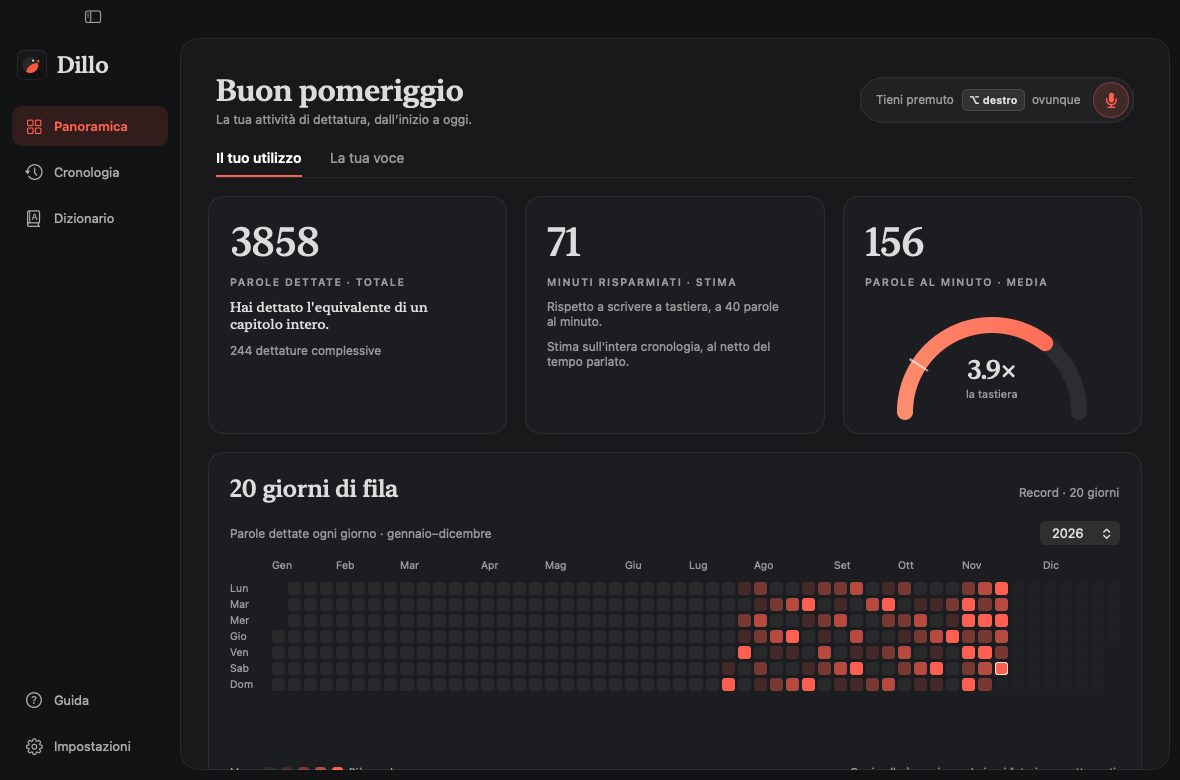 Dillo
Panoramica
Cronologia
Dizionario
Guida
Impostazioni
Buon pomeriggio
La tua attività di dettatura, dall’inizio a oggi.
Tieni premuto ⌥ destro ovunque
Il tuo utilizzo La tua voce
3858
PAROLE DETTATE · TOTALE
Hai dettato l'equivalente di un
capitolo intero.
244 dettature complessive
71
MINUTI RISPARMIATI · STIMA
Rispetto a scrivere a tastiera, a 40 parole
al minuto.
Stima sull'intera cronologia, al netto del
tempo parlato.
156
PAROLE AL MINUTO · MEDIA
3.9×
la tastiera
20 giorni di fila
Record · 20 giorni
Parole dettate ogni giorno · gennaio–dicembre
2026
Gen Feb Mar Apr Mag Giu Lug Ago Set Ott Nov Dic
Lun
Mar
Mer
Gio
Ven
Sab
Dom